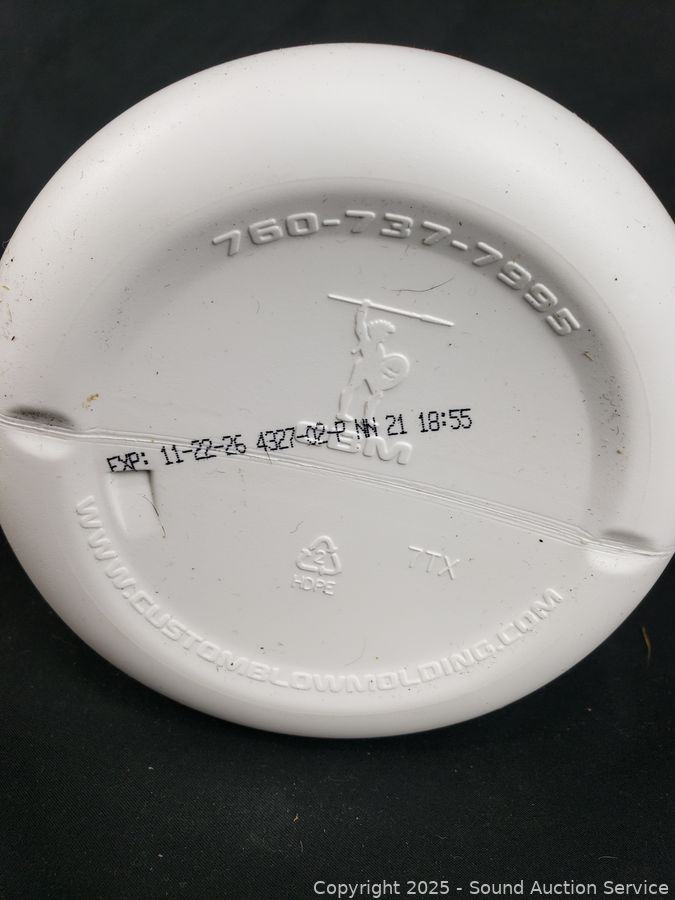 760-737-7995
EXP: 11-22-26 4327-02-P NN 21 18:55
CBM
2
HDPE
7TX
WWW.CUSTOMBLOWMOLDING.COM
Copyright 2025 - Sound Auction Service